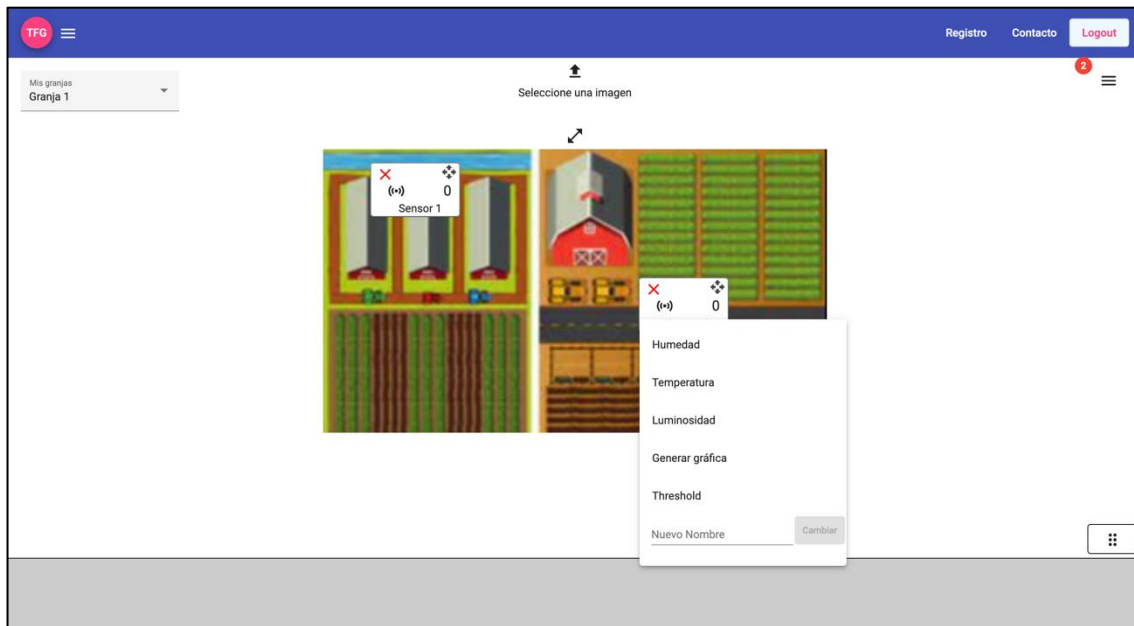 TFG
Registro Contacto Logout
Mis granjas
Granja 1
Seleccione una imagen
2
0
Sensor 1
0
Humedad
Temperatura
Luminosidad
Generar gráfica
Threshold
Nuevo Nombre Cambiar